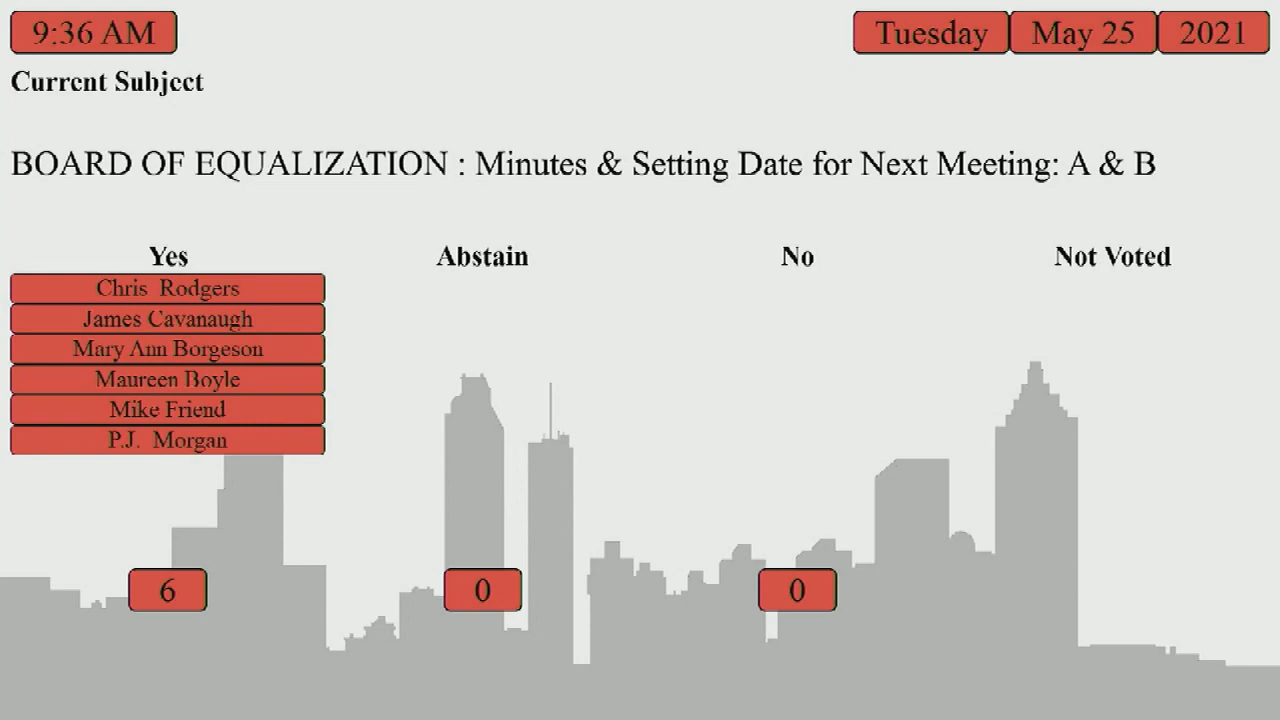 9:36 AM Tuesday May 25 2021
Current Subject
BOARD OF EQUALIZATION : Minutes & Setting Date for Next Meeting: A & B
Yes Abstain No Not Voted
Chris Rodgers
James Cavanaugh
Mary Ann Borgeson
Maureen Boyle
Mike Friend
P.J. Morgan
6 0 0